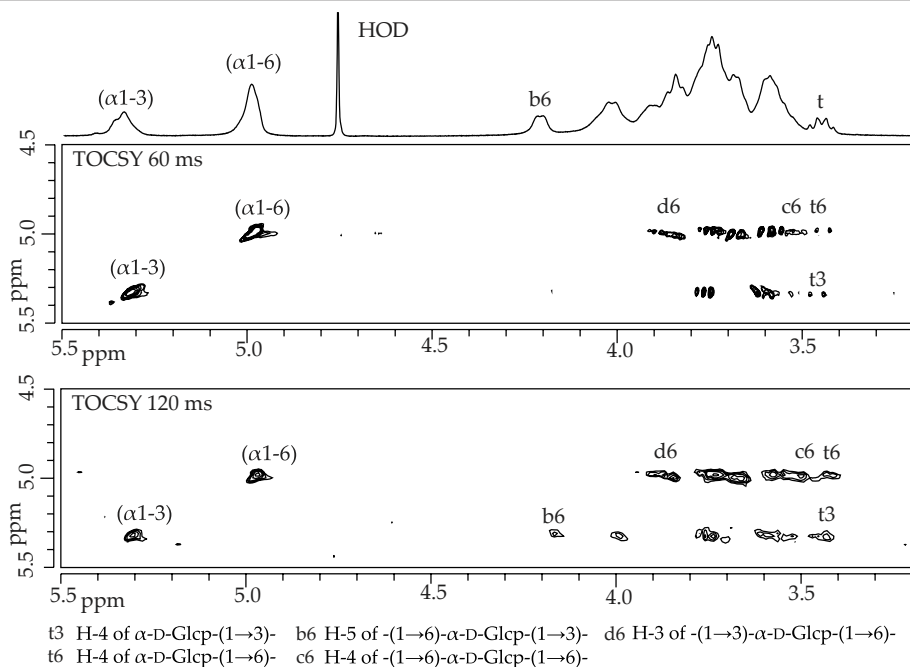 HOD
(α1-6)
(α1-3)
b6
t
4.5
TOCSY 60 ms
(α1-6)
d6
c6 t6
5.0
(α1-3)
t3
ppm
5.5
5.5 ppm 5.0 4.5 4.0 3.5
4.5
TOCSY 120 ms
(α1-6)
d6
c6 t6
5.0
(α1-3)
b6
t3
ppm
5.5
5.5 ppm 5.0 4.5 4.0 3.5
t3 H-4 of α-D-Glcp-(1→3)- b6 H-5 of -(1→6)-α-D-Glcp-(1→3)- d6 H-3 of -(1→3)-α-D-Glcp-(1→6)-
t6 H-4 of α-D-Glcp-(1→6)- c6 H-4 of -(1→6)-α-D-Glcp-(1→6)-